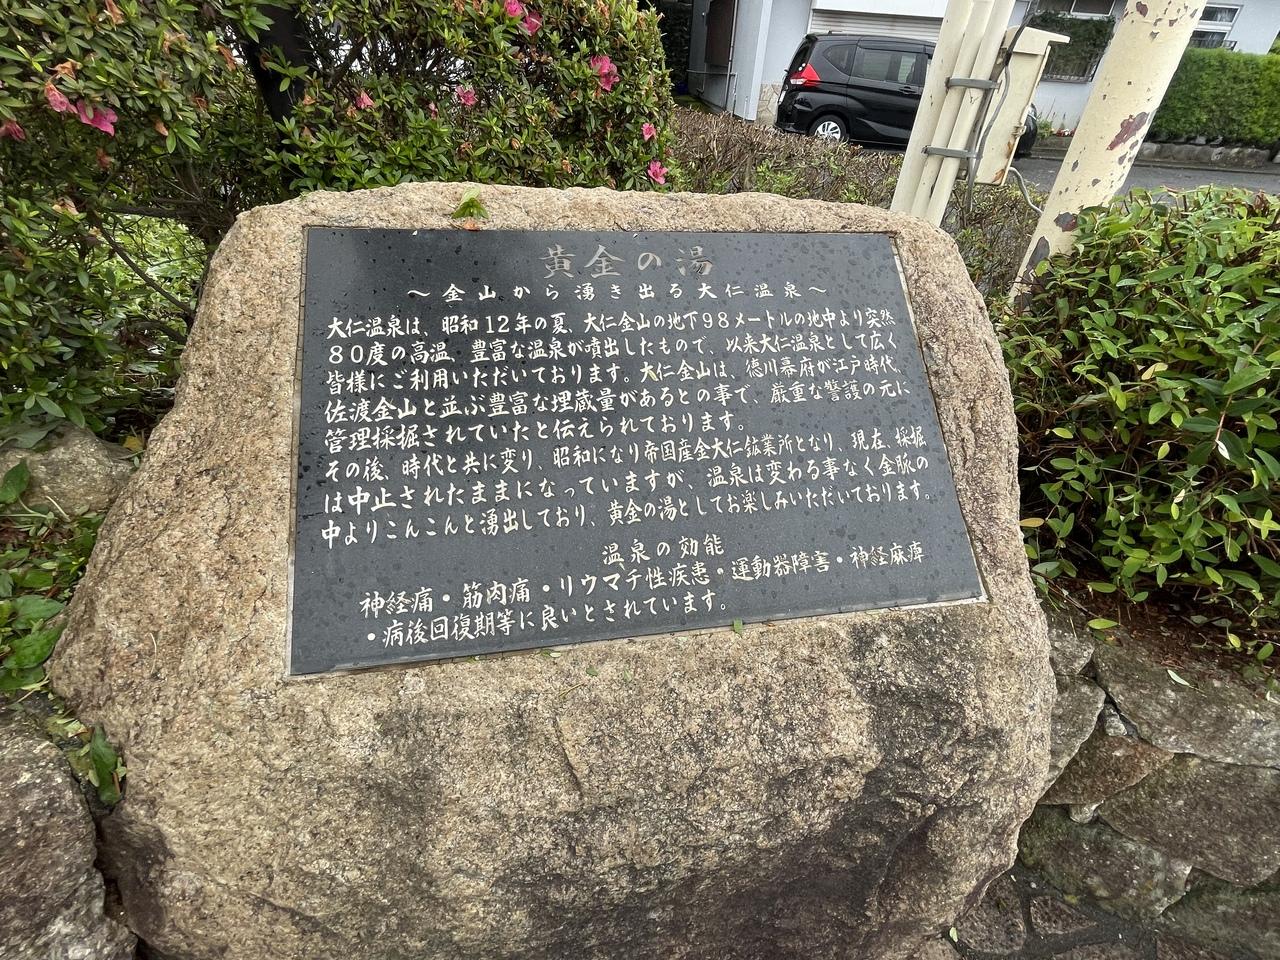 黄金の湯
～金山から湧き出る大仁温泉～
大仁温泉は、昭和12年の夏、大仁金山の地下98メートルの地中より突然
80度の高温、豊富な温泉が噴出したもので、以来大仁温泉として広く
皆様にご利用いただいております。大仁金山は、徳川幕府が江戸時代、
佐渡金山と並ぶ豊富な埋蔵量があるとの事で、厳重な警護の元に
管理採掘されていたと伝えられております。
その後、時代と共に変り、昭和になり帝国産金大仁鉱業所となり、現在、採掘
は中止されたままになっていますが、温泉は変わる事なく金脈の
中よりこんこんと湧出しており、黄金の湯としてお楽しみいただいております。
温泉の効能
神経痛・筋肉痛・リウマチ性疾患・運動器障害・神経麻痺
・病後回復期等に良いとされています。